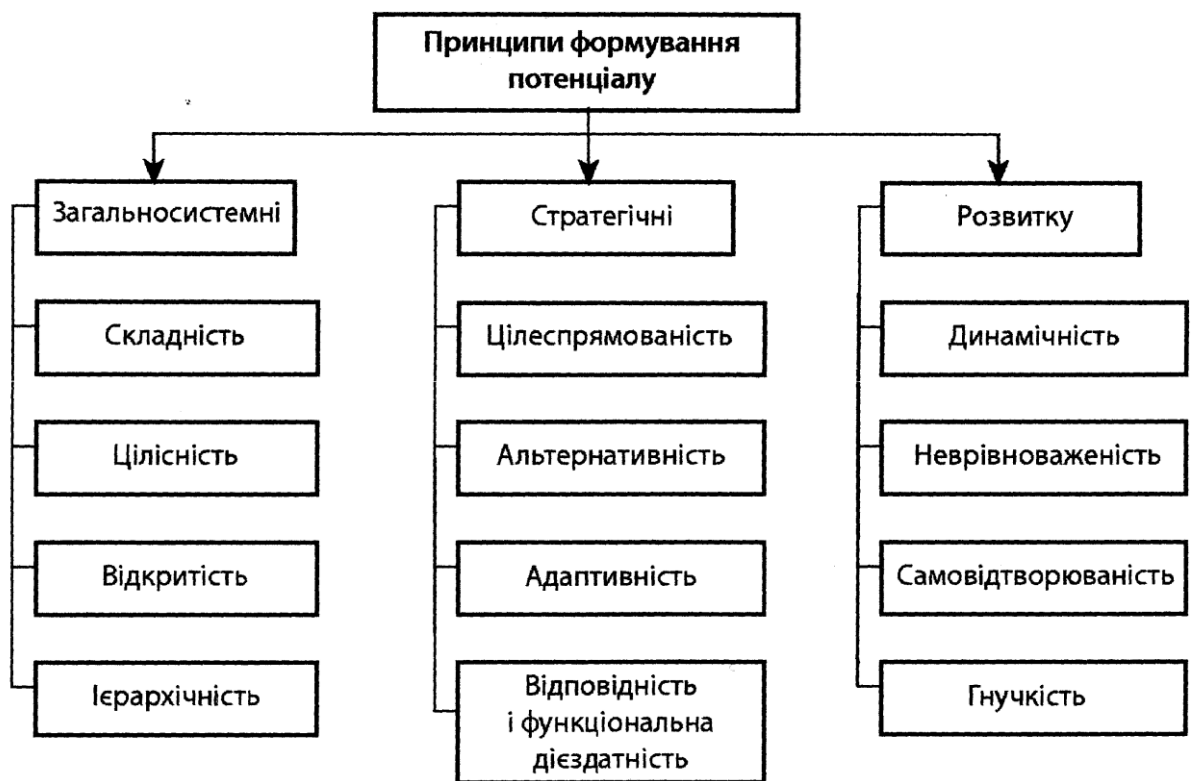 Принципи формування
потенціалу
Загальносистемні
Стратегічні
Розвитку
Складність
Цілеспрямованість
Динамічність
Цілісність
Альтернативність
Неврівноваженість
Відкритість
Адаптивність
Самовідтворюваність
Ієрархічність
Відповідність
і функціональна
дієздатність
Гнучкість